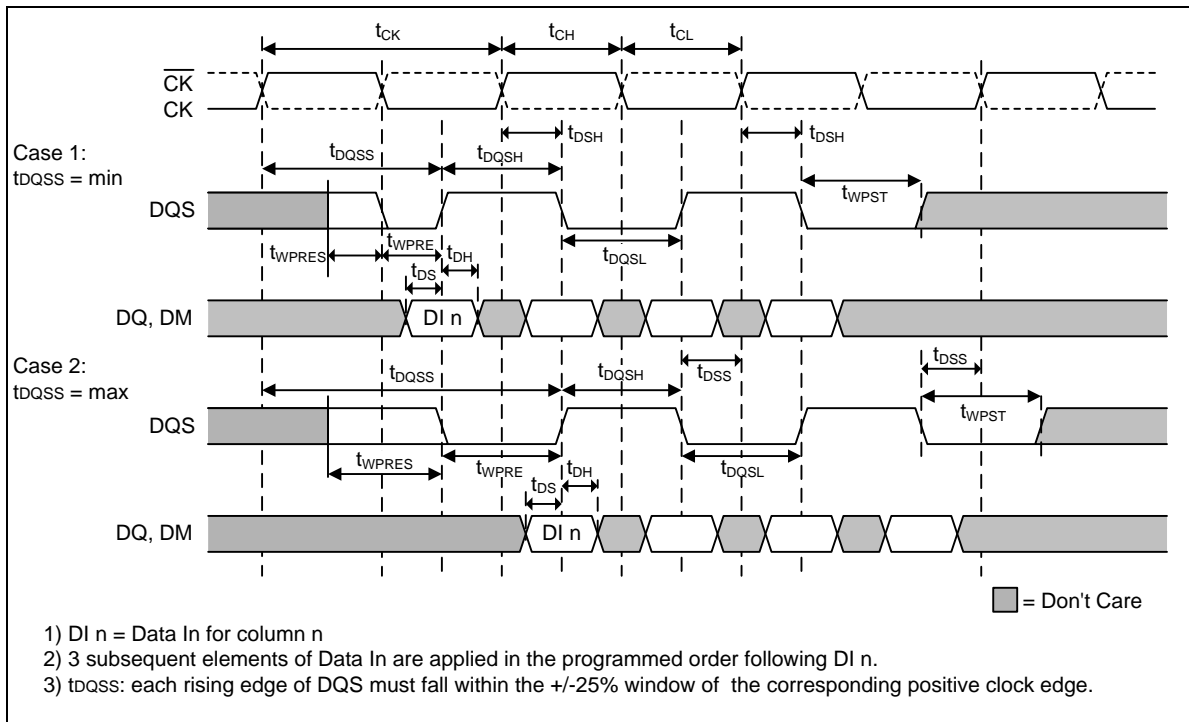 tCK tCH tCL
CK
CK
tDSH tDSH
Case 1:
tDQSS = min
tDQSS tDQSH
tWPST
DQS
tWPRES tWPRE tDH tDQSL
tDS
DQ, DM DI n
Case 2:
tDQSS = max
tDQSS tDQSH tDSS tDSS
tWPST
DQS
tWPRES tWPRE tDH tDQSL
tDS
DQ, DM DI n
= Don't Care
1) DI n = Data In for column n
2) 3 subsequent elements of Data In are applied in the programmed order following DI n.
3) tDQSS: each rising edge of DQS must fall within the +/-25% window of the corresponding positive clock edge.